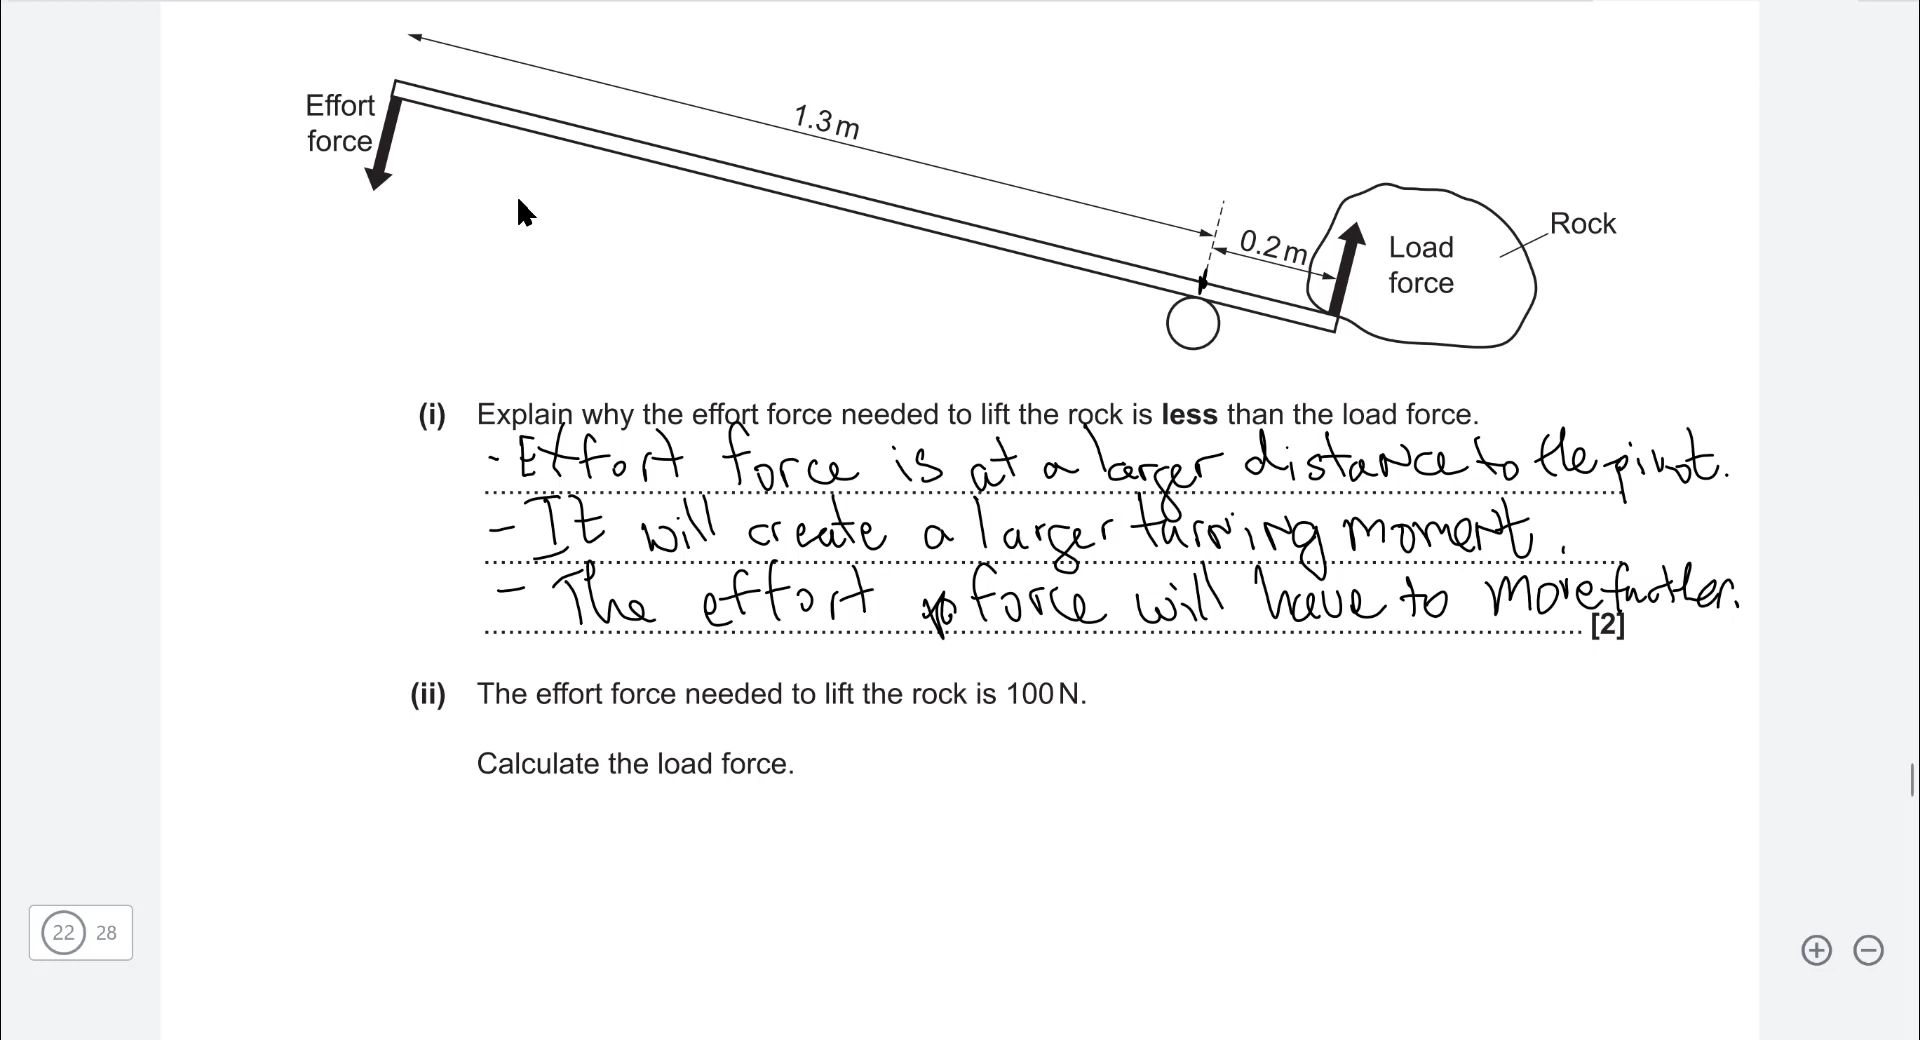 1.3 m
Effort
force
0.2 m
Rock
Load
force
(i) Explain why the effort force needed to lift the rock is less than the load force.
- Effort force is at a larger distance to the pivot.
- It will create a larger turning moment.
- The effort force will have to move further.
[2]
(ii) The effort force needed to lift the rock is 100 N.
Calculate the load force.
22 28